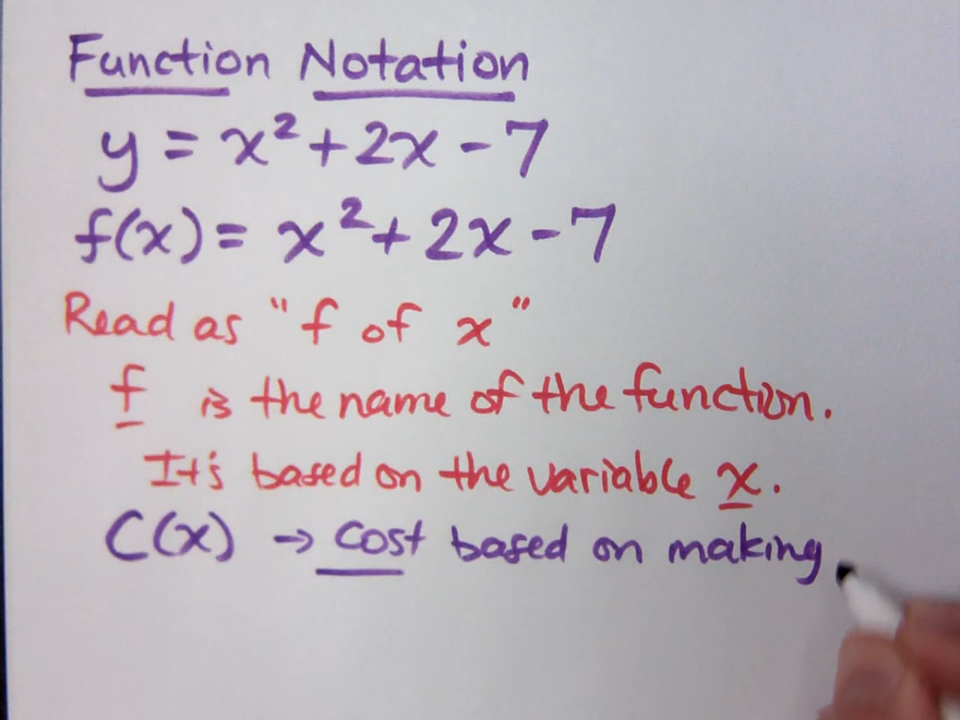 Function Notation
y = x² + 2x - 7
f(x) = x² + 2x - 7
Read as "f of x"
f is the name of the function.
It's based on the variable x.
C(x) → Cost based on making